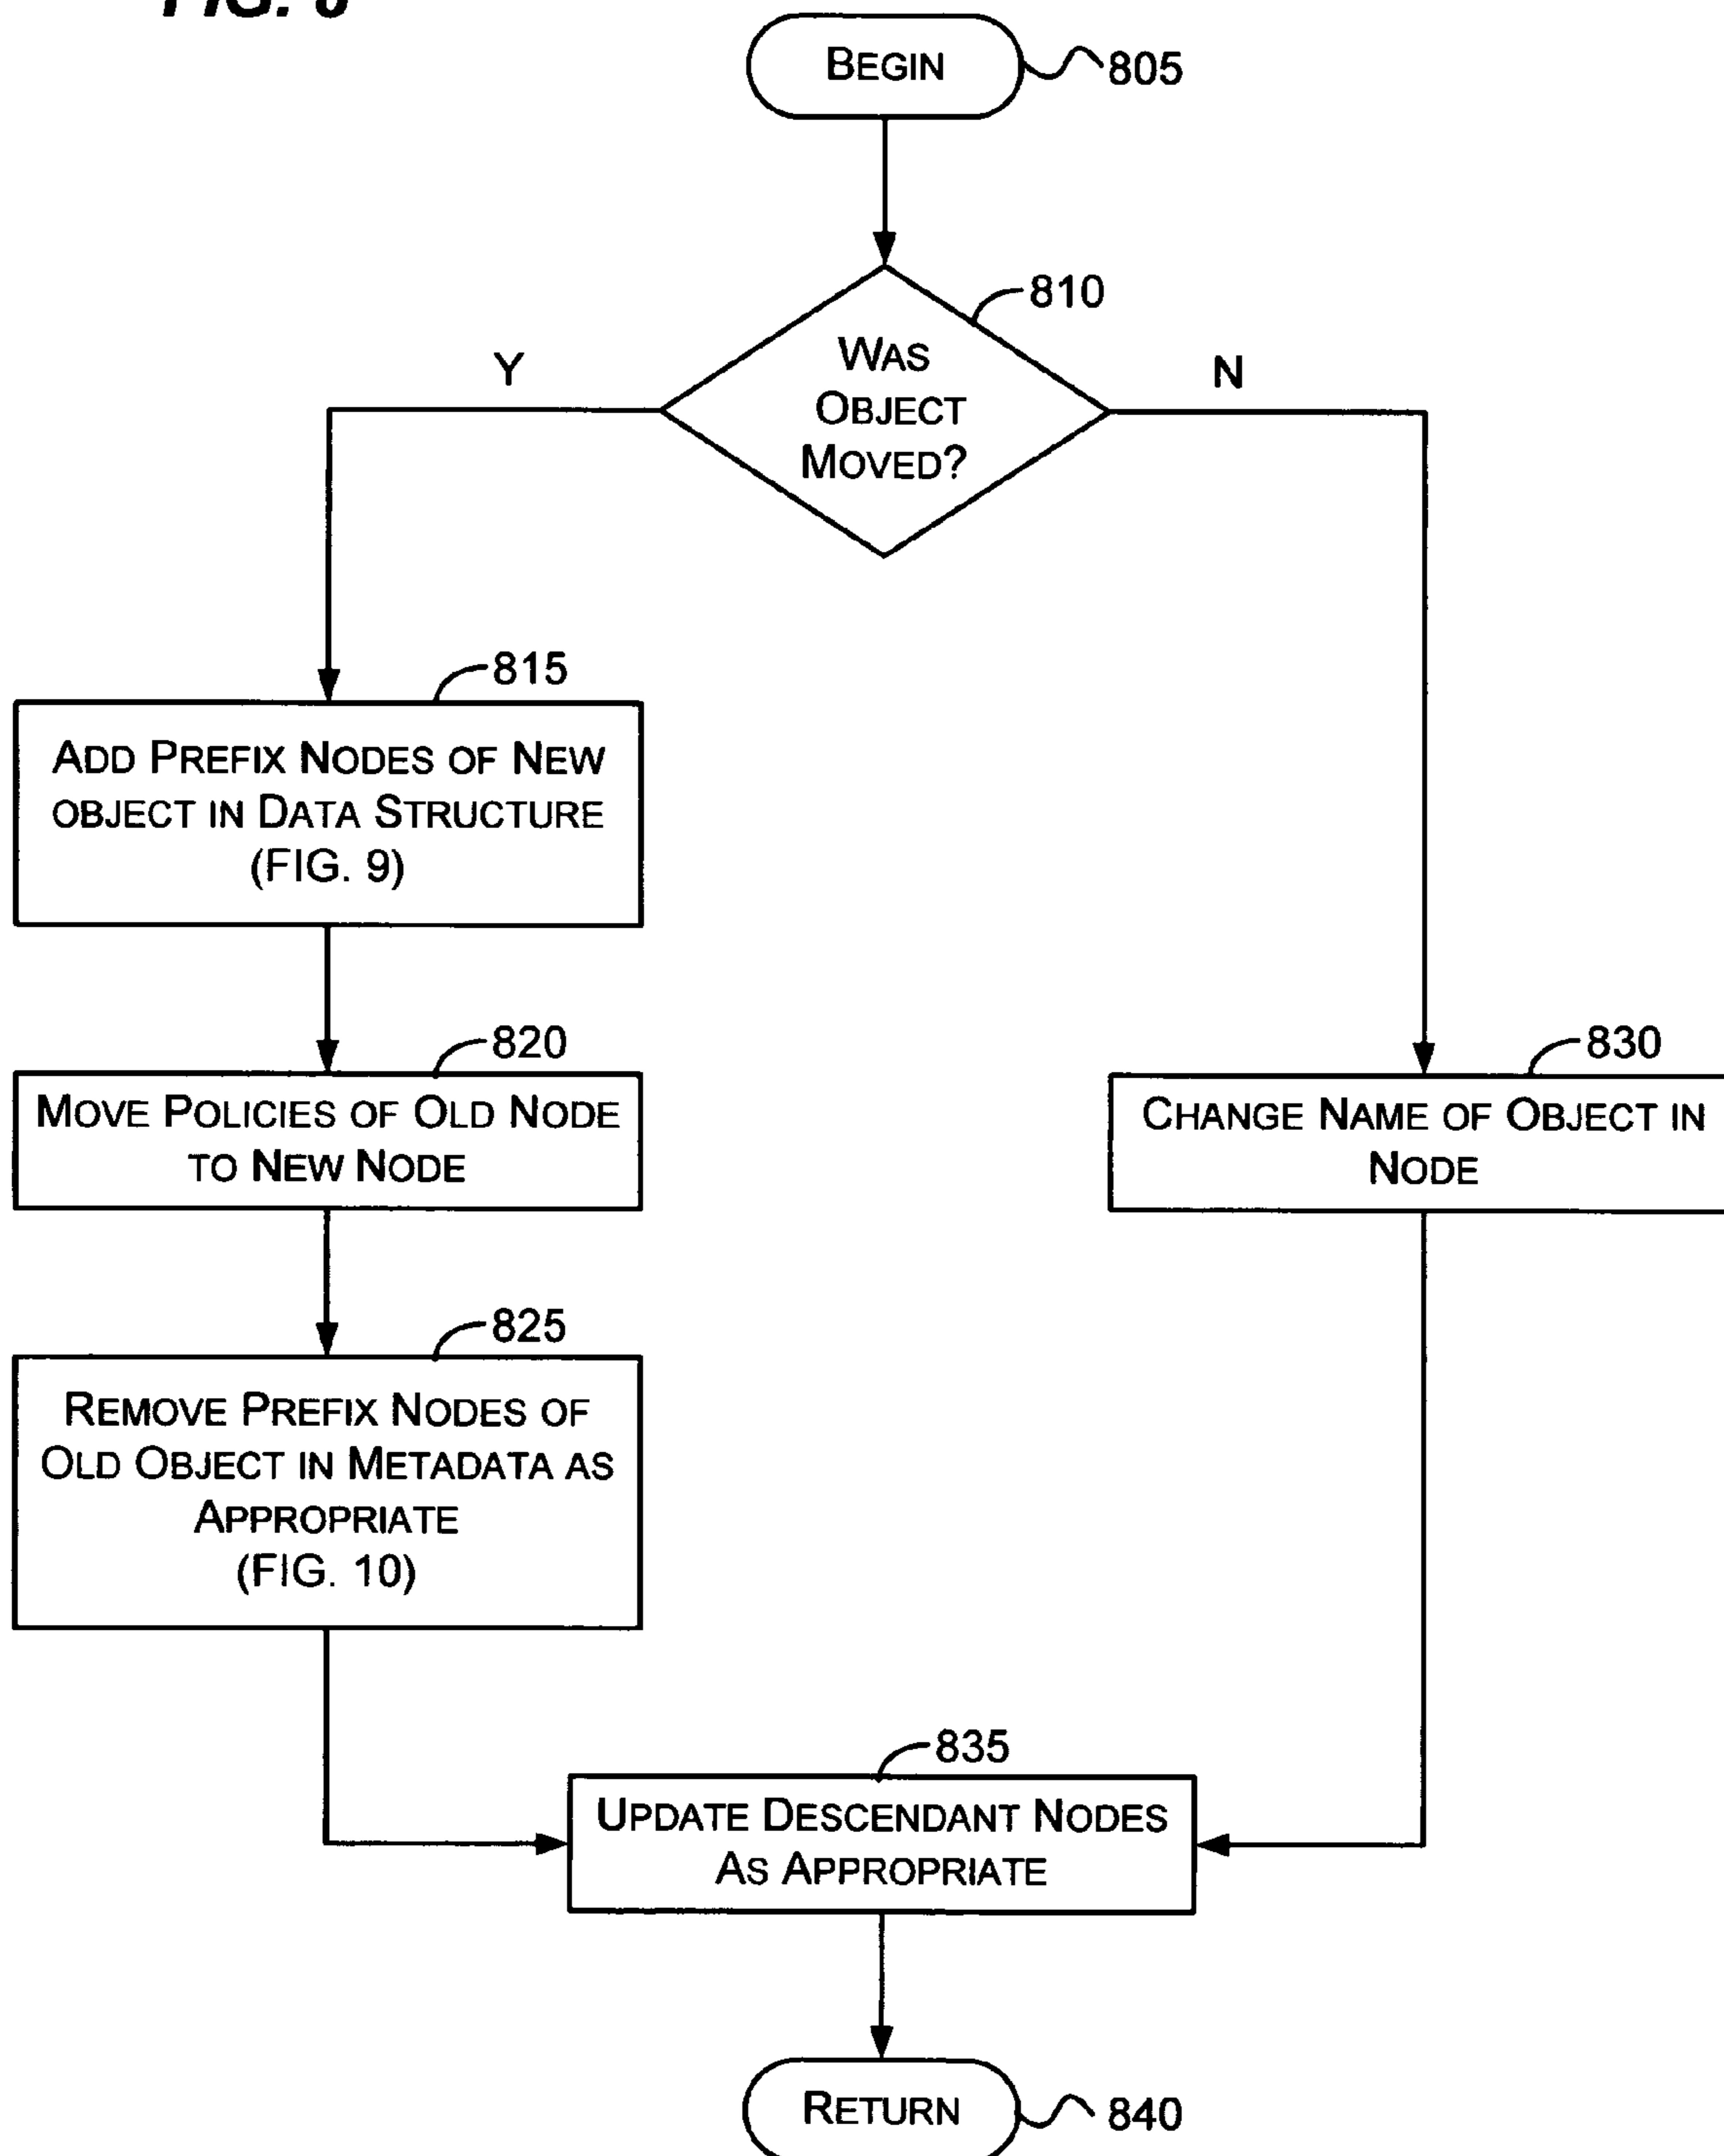 FIG.
BEGIN
805
810
WAS
OBJECT
MOVED?
Y
N
815
ADD PREFIX NODES OF NEW
OBJECT IN DATA STRUCTURE
(FIG. 9)
820
MOVE POLICIES OF OLD NODE
TO NEW NODE
830
CHANGE NAME OF OBJECT IN
NODE
825
REMOVE PREFIX NODES OF
OLD OBJECT IN METADATA AS
APPROPRIATE
(FIG. 10)
835
UPDATE DESCENDANT NODES
AS APPROPRIATE
RETURN
840